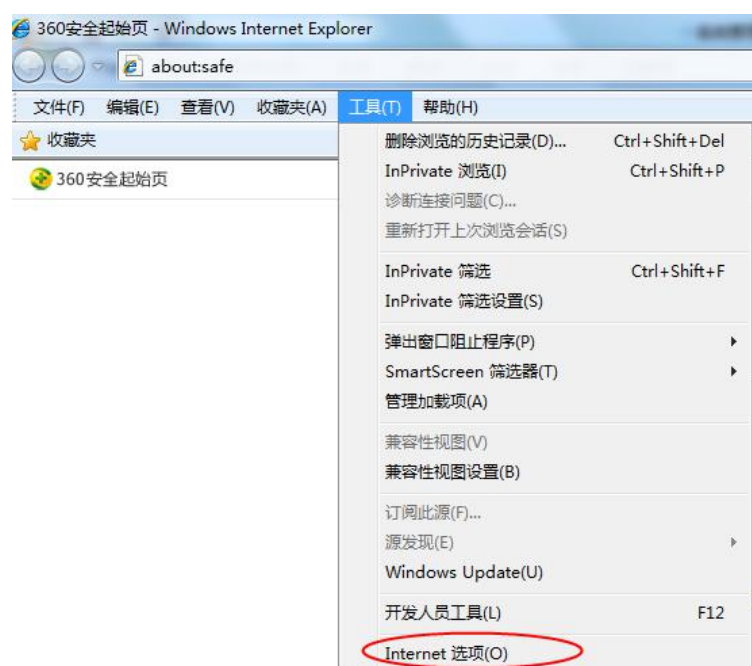 360安全起始页 - Windows Internet Explorer
about:safe
文件(F) 编辑(E) 查看(V) 收藏夹(A) 工具(T) 帮助(H)
收藏夹
360安全起始页
删除浏览的历史记录(D)... Ctrl+Shift+Del
InPrivate 浏览(I) Ctrl+Shift+P
诊断连接问题(C)...
重新打开上次浏览会话(S)
InPrivate 筛选 Ctrl+Shift+F
InPrivate 筛选设置(S)
弹出窗口阻止程序(P)
SmartScreen 筛选器(T)
管理加载项(A)
兼容性视图(V)
兼容性视图设置(B)
订阅此源(F)...
源发现(E)
Windows Update(U)
开发人员工具(L) F12
Internet 选项(O)